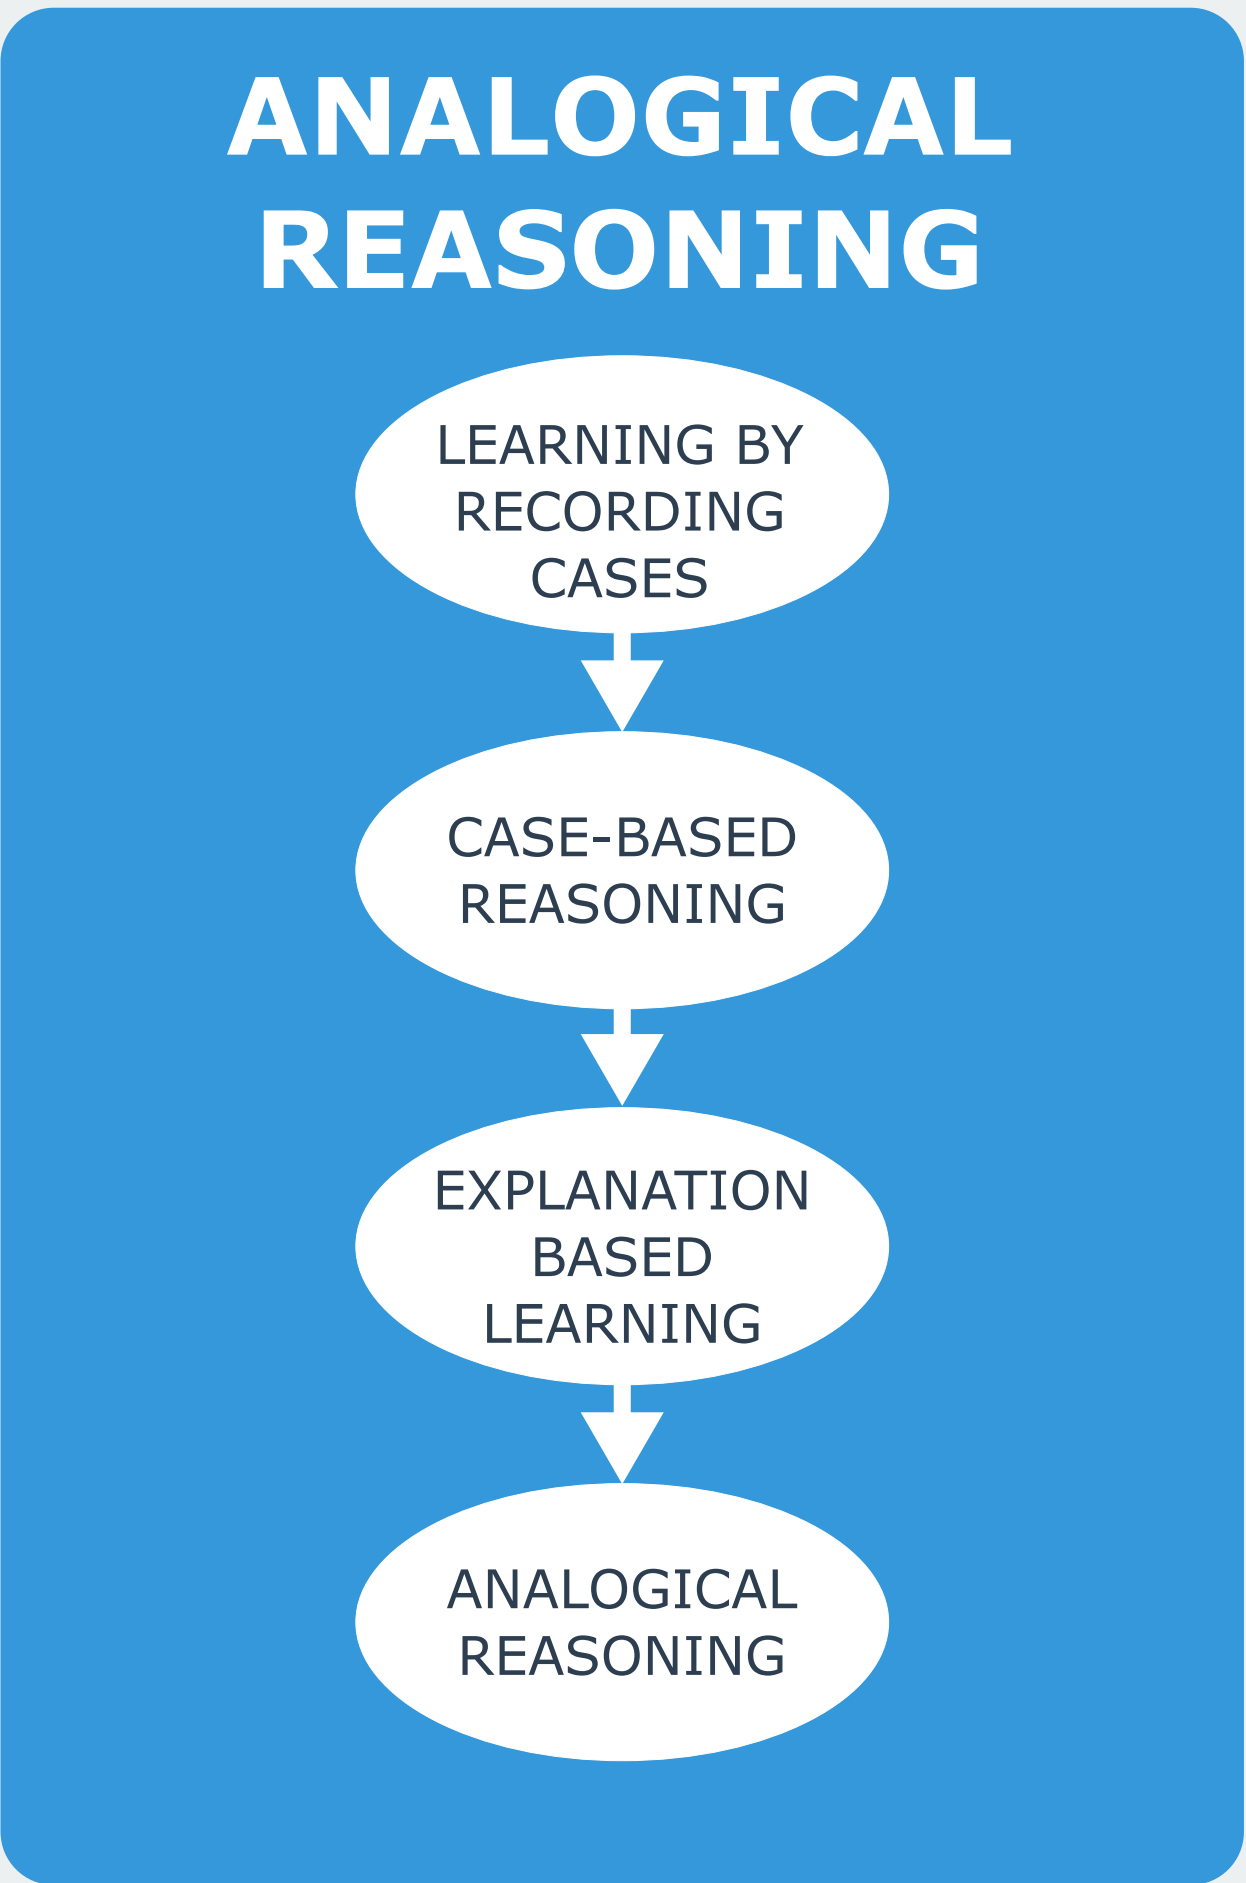 ANALOGICAL
REASONING
LEARNING BY
RECORDING
CASES
CASE-BASED
REASONING
EXPLANATION
BASED
LEARNING
ANALOGICAL
REASONING